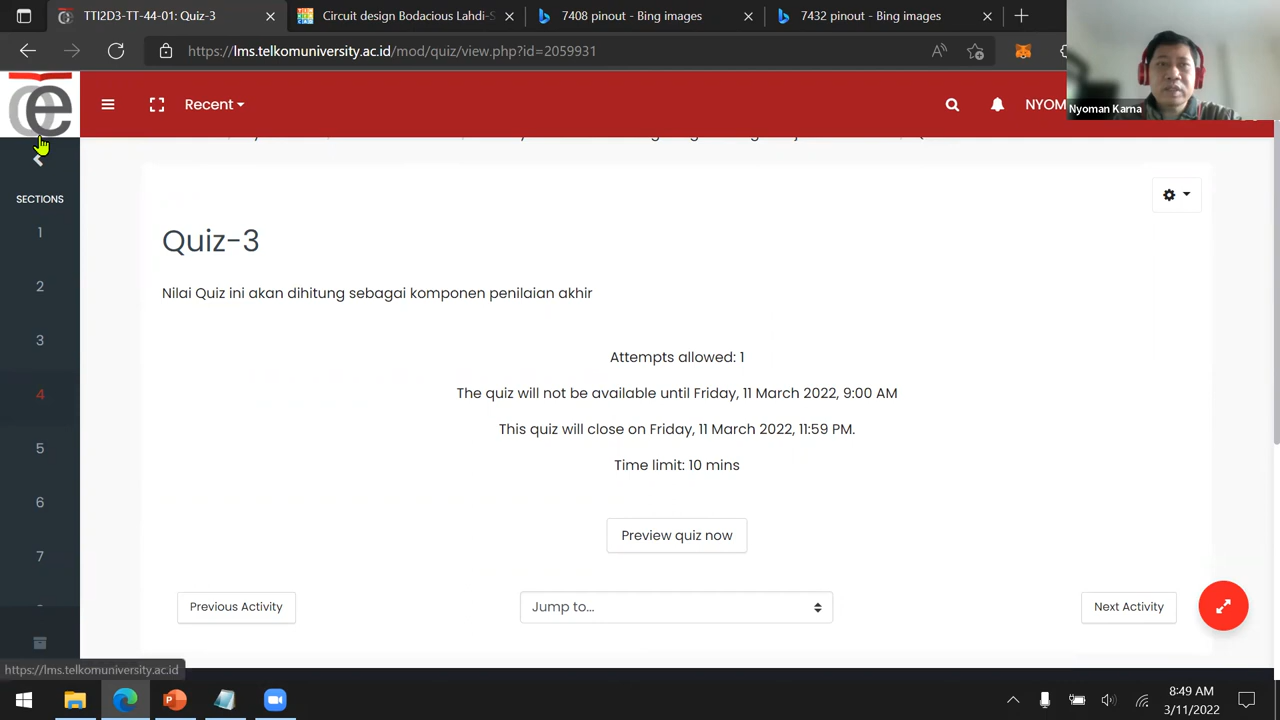 TTI2D3-TT-44-01: Quiz-3
Circuit design Bodacious Lândi-S
7408 pinout - Bing images
7432 pinout - Bing images
https://lms.telkomuniversity.ac.id/mod/quiz/view.php?id=2059931
Recent
NYOM
Nyoman Karna
SECTIONS
1
2
3
4
5
6
7
Quiz-3
Nilai Quiz ini akan dihitung sebagai komponen penilaian akhir
Attempts allowed: 1
The quiz will not be available until Friday, 11 March 2022, 9:00 AM
This quiz will close on Friday, 11 March 2022, 11:59 PM.
Time limit: 10 mins
Preview quiz now
Previous Activity
Jump to...
Next Activity
https://lms.telkomuniversity.ac.id
8:49 AM
3/11/2022